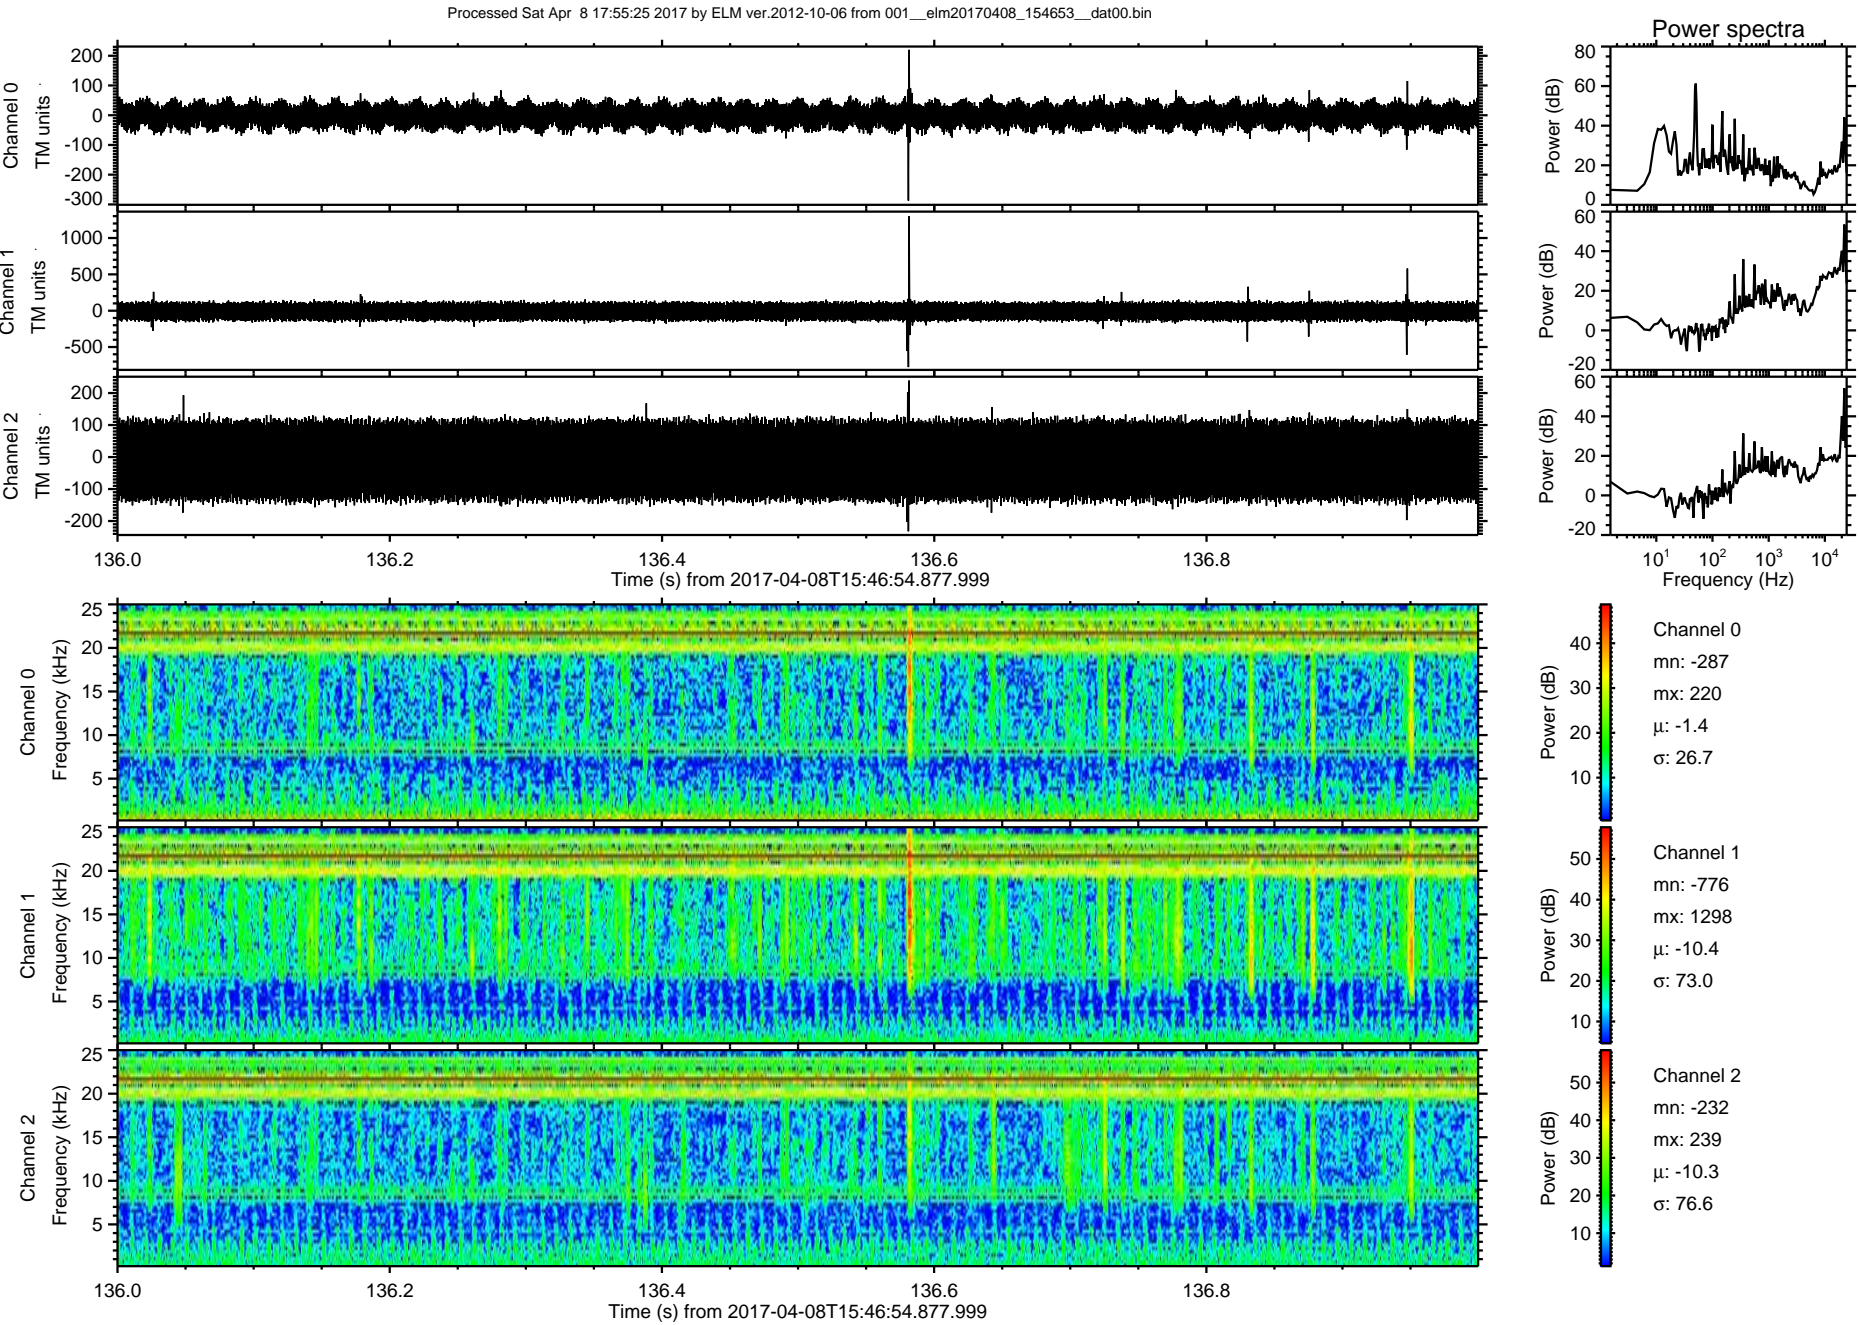 Processed Sat Apr  8 17:55:25 2017 by ELM ver.2012-10-06 from 001__elm20170408_154653__dat00.bin
Power spectra
Channel 0
TM units
200
100
0
-100
-200
-300
Power (dB)
80
60
40
20
0
Channel 1
TM units
1000
500
0
-500
Power (dB)
60
40
20
0
-20
Channel 2
TM units
200
100
0
-100
-200
Power (dB)
60
40
20
0
-20
136.0 136.2 136.4 136.6 136.8
Time (s) from 2017-04-08T15:46:54.877.999
10¹ 10² 10³ 10⁴
Frequency (Hz)
Channel 0
Frequency (kHz)
25
20
15
10
5
Power (dB)
40
30
20
10
Channel 0
mn: -287
mx: 220
μ: -1.4
σ: 26.7
Channel 1
Frequency (kHz)
25
20
15
10
5
Power (dB)
50
40
30
20
10
Channel 1
mn: -776
mx: 1298
μ: -10.4
σ: 73.0
Channel 2
Frequency (kHz)
25
20
15
10
5
Power (dB)
50
40
30
20
10
Channel 2
mn: -232
mx: 239
μ: -10.3
σ: 76.6
136.0 136.2 136.4 136.6 136.8
Time (s) from 2017-04-08T15:46:54.877.999